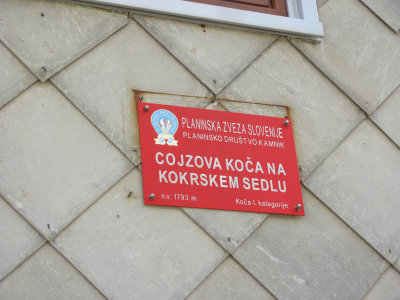 PLANINSKA ZVEZA SLOVENIJE
PLANINSKO DRUŠTVO KAMNIK
COJZOVA KOČA NA
KOKRSKEM SEDLU
n.v. 1793 m
Koča I. kategorije